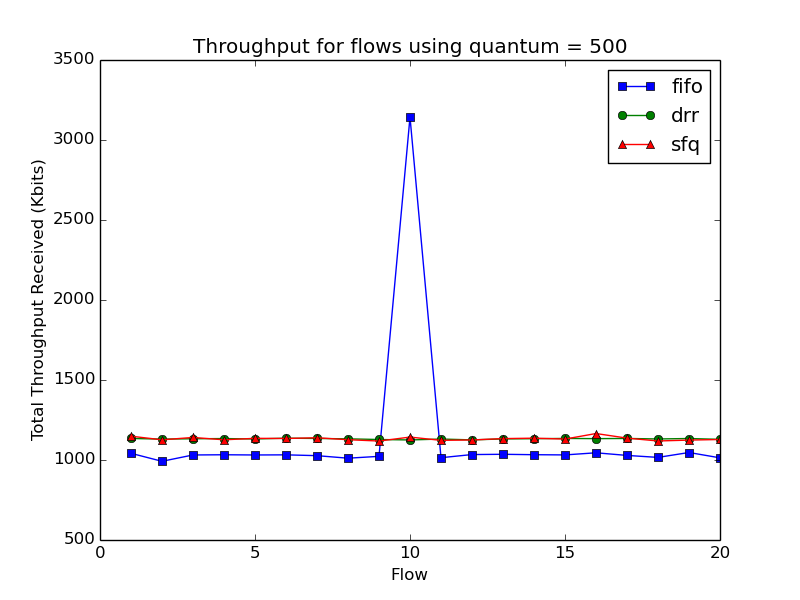 Throughput for flows using quantum = 500
3500
3000
2500
2000
1500
1000
500
Total Throughput Received (Kbits)
fifo
drr
sfq
0
5
10
15
20
Flow